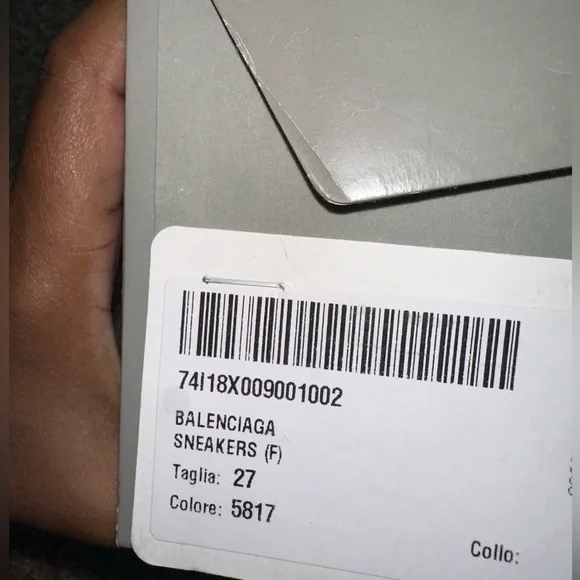 74I18X009001002
BALENCIAGA
SNEAKERS (F)
Taglia: 27
Colore: 5817
Collo: